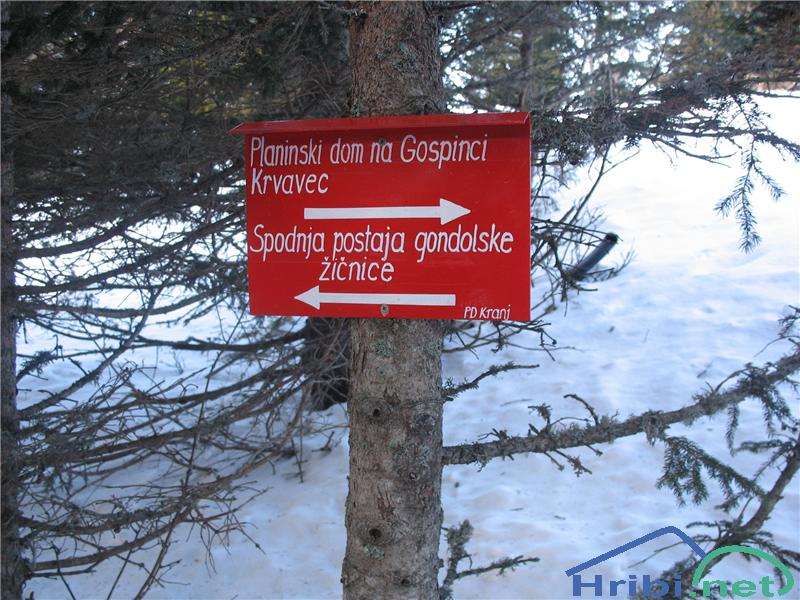 Planinski dom na Gospinci
Krvavec
Spodnja postaja gondolske
žičnice
PD Kranj
Hribi.net